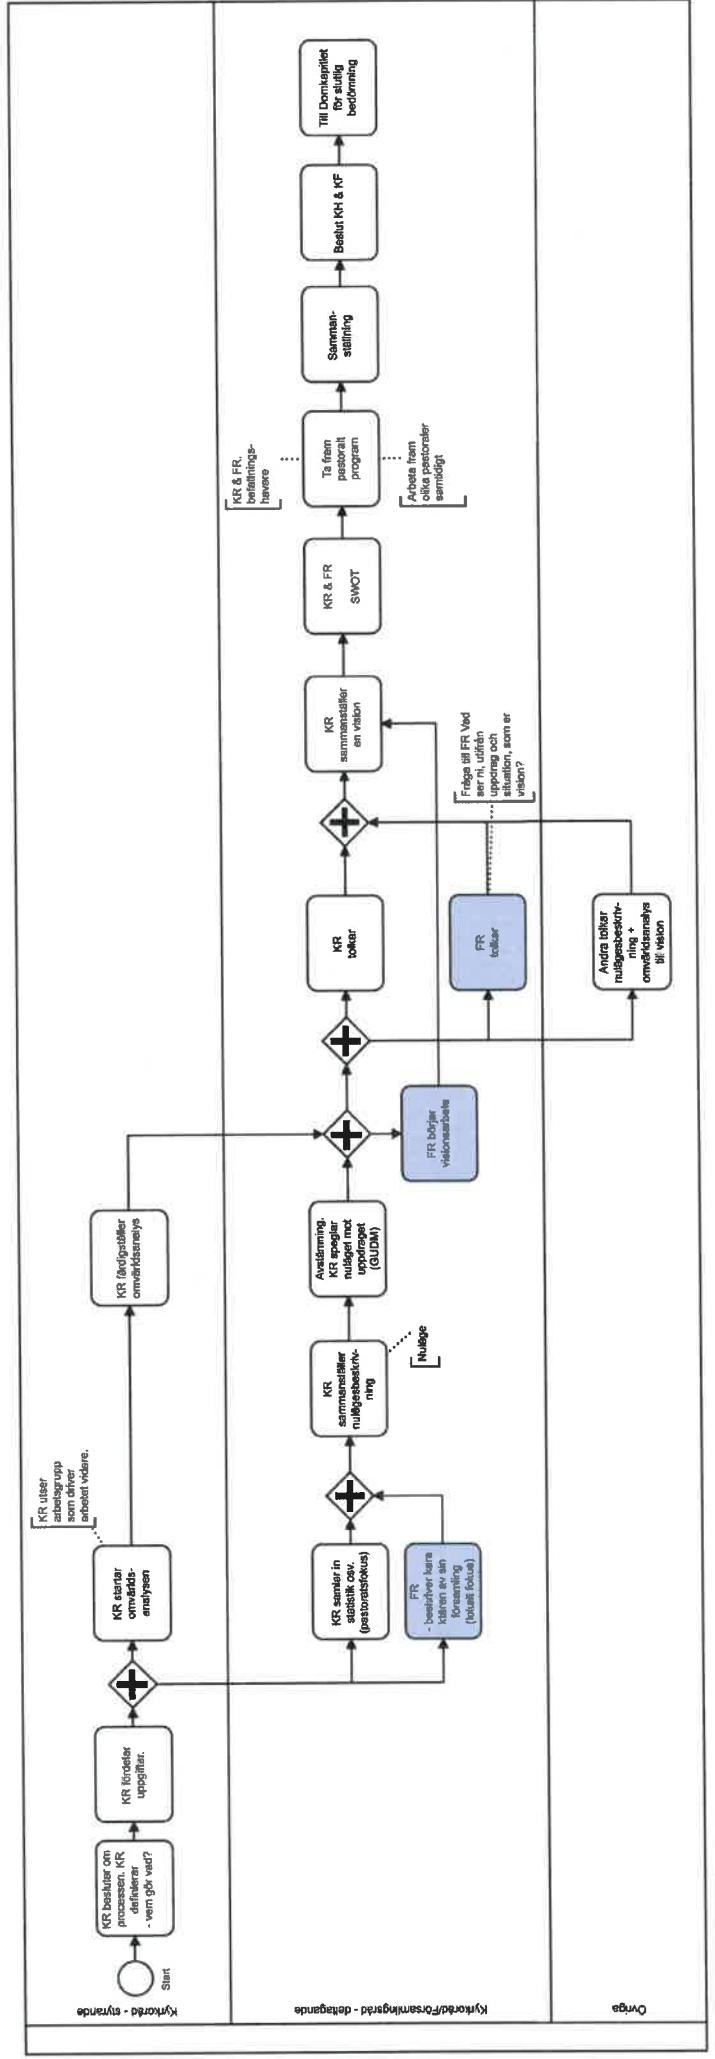 Kyrkoråd - styrande
Start
KR beslutar om
processen. KR
definierar
- vem gör vad?
KR fördelar
uppgifter.
KR startar
omvärlds-
analysen
KR utser
arbetsgrupp
som driver
arbetet vidare.
KR färdigställer
omvärldsanalys
Kyrkoråd/Församlingsråd - deltagande
KR samlar in
statistik osv.
(pastoratsfokus)
FR
- beskriver kara
ktären av sin
församling
(lokalt fokus)
KR
sammanställer
nulägesbeskriv-
ning
Nuläge
Avstämning.
KR speglar
nuläget mot
uppdraget
(GUDM)
FR börjar
visionsarbete
KR
tolkar
FR
tolkar
Fråga till FR Vad
ser ni, utifrån
uppdrag och
situation, som er
vision?
KR
sammanställer
en vision
KR & FR
SWOT
Ta fram
pastoralt
program
KR & FR.
befattnings-
havare
Arbeta fram
olika pastoraler
samtidigt
Samman-
ställning
Beslut KH & KF
Till Domkapitlet
för slutlig
bedömning
Övriga
Andra tolkar
nulägesbeskriv-
ning +
omvärldsanalys
till vision